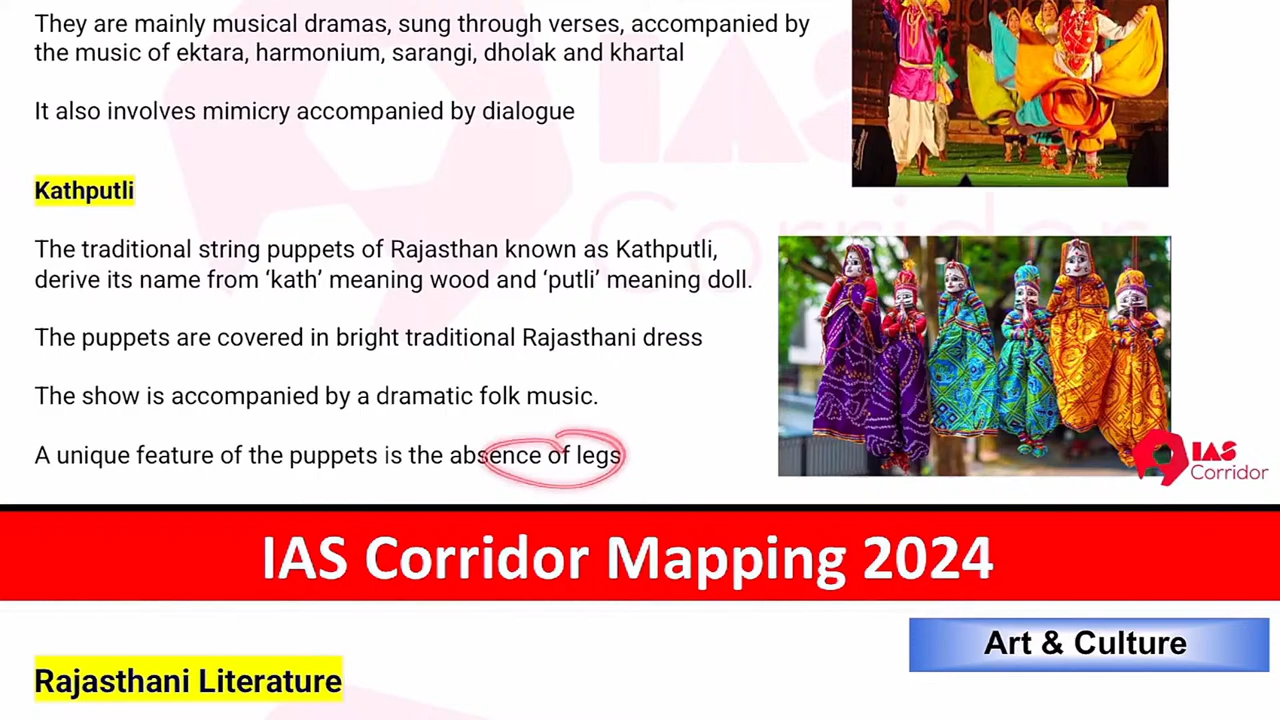 They are mainly musical dramas, sung through verses, accompanied by
the music of ektara, harmonium, sarangi, dholak and khartal
It also involves mimicry accompanied by dialogue
Kathputli
The traditional string puppets of Rajasthan known as Kathputli,
derive its name from ‘kath’ meaning wood and ‘putli’ meaning doll.
The puppets are covered in bright traditional Rajasthani dress
The show is accompanied by a dramatic folk music.
A unique feature of the puppets is the absence of legs
IAS
Corridor
IAS Corridor Mapping 2024
Art & Culture
Rajasthani Literature